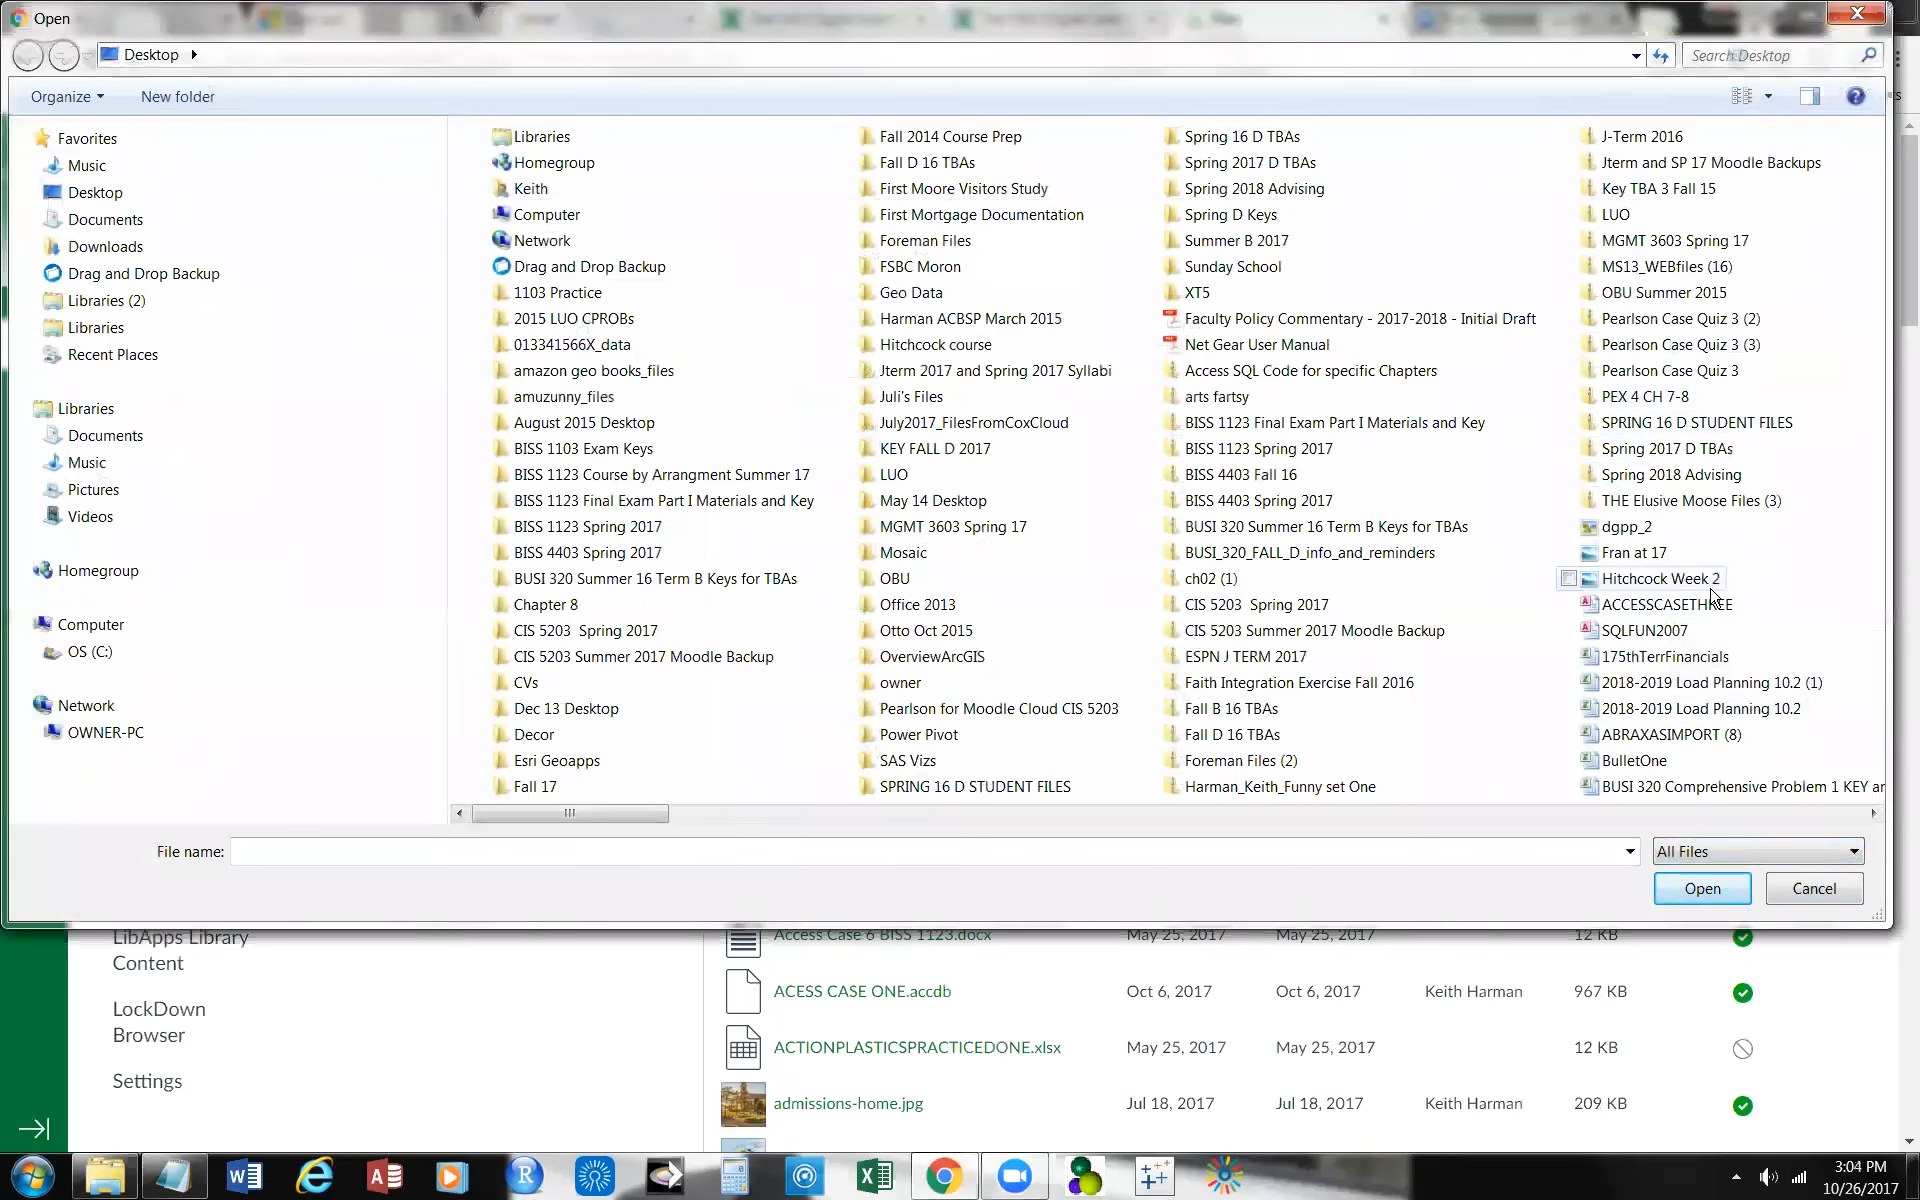 Open
Desktop
Search Desktop
Organize
New folder
Favorites
Music
Desktop
Documents
Downloads
Drag and Drop Backup
Libraries (2)
Libraries
Recent Places
Libraries
Documents
Music
Pictures
Videos
Homegroup
Computer
OS (C:)
Network
OWNER-PC
Libraries
Homegroup
Keith
Computer
Network
Drag and Drop Backup
1103 Practice
2015 LUO CPROBs
013341566X_data
amazon geo books_files
amuzunny_files
August 2015 Desktop
BISS 1103 Exam Keys
BISS 1123 Course by Arrangment Summer 17
BISS 1123 Final Exam Part I Materials and Key
BISS 1123 Spring 2017
BISS 4403 Spring 2017
BUSI 320 Summer 16 Term B Keys for TBAs
Chapter 8
CIS 5203  Spring 2017
CIS 5203 Summer 2017 Moodle Backup
CVs
Dec 13 Desktop
Decor
Esri Geoapps
Fall 17
Fall 2014 Course Prep
Fall D 16 TBAs
First Moore Visitors Study
First Mortgage Documentation
Foreman Files
FSBC Moron
Geo Data
Harman ACBSP March 2015
Hitchcock course
Jterm 2017 and Spring 2017 Syllabi
Juli's Files
July2017_FilesFromCoxCloud
KEY FALL D 2017
LUO
May 14 Desktop
MGMT 3603 Spring 17
Mosaic
OBU
Office 2013
Otto Oct 2015
OverviewArcGIS
owner
Pearlson for Moodle Cloud CIS 5203
Power Pivot
SAS Vizs
SPRING 16 D STUDENT FILES
Spring 16 D TBAs
Spring 2017 D TBAs
Spring 2018 Advising
Spring D Keys
Summer B 2017
Sunday School
XT5
Faculty Policy Commentary - 2017-2018 - Initial Draft
Net Gear User Manual
Access SQL Code for specific Chapters
arts fartsy
BISS 1123 Final Exam Part I Materials and Key
BISS 1123 Spring 2017
BISS 4403 Fall 16
BISS 4403 Spring 2017
BUSI 320 Summer 16 Term B Keys for TBAs
BUSI_320_FALL_D_info_and_reminders
ch02 (1)
CIS 5203  Spring 2017
CIS 5203 Summer 2017 Moodle Backup
ESPN J TERM 2017
Faith Integration Exercise Fall 2016
Fall B 16 TBAs
Fall D 16 TBAs
Foreman Files (2)
Harman_Keith_Funny set One
J-Term 2016
Jterm and SP 17 Moodle Backups
Key TBA 3 Fall 15
LUO
MGMT 3603 Spring 17
MS13_WEBfiles (16)
OBU Summer 2015
Pearlson Case Quiz 3 (2)
Pearlson Case Quiz 3 (3)
Pearlson Case Quiz 3
PEX 4 CH 7-8
SPRING 16 D STUDENT FILES
Spring 2017 D TBAs
Spring 2018 Advising
THE Elusive Moose Files (3)
dgpp_2
Fran at 17
Hitchcock Week 2
ACCESSCASETHREE
SQLFUN2007
175thTerrFinancials
2018-2019 Load Planning 10.2 (1)
2018-2019 Load Planning 10.2
ABRAXASIMPORT (8)
BulletOne
BUSI 320 Comprehensive Problem 1 KEY ar
File name:
All Files
Open
Cancel
LibApps Library
Content
LockDown
Browser
Settings
Access Case 6 BISS 1123.docx May 25, 2017 May 25, 2017 12 KB
ACESS CASE ONE.accdb Oct 6, 2017 Oct 6, 2017 Keith Harman 967 KB
ACTIONPLASTICSPRACTICEDONE.xlsx May 25, 2017 May 25, 2017 12 KB
admissions-home.jpg Jul 18, 2017 Jul 18, 2017 Keith Harman 209 KB
3:04 PM
10/26/2017